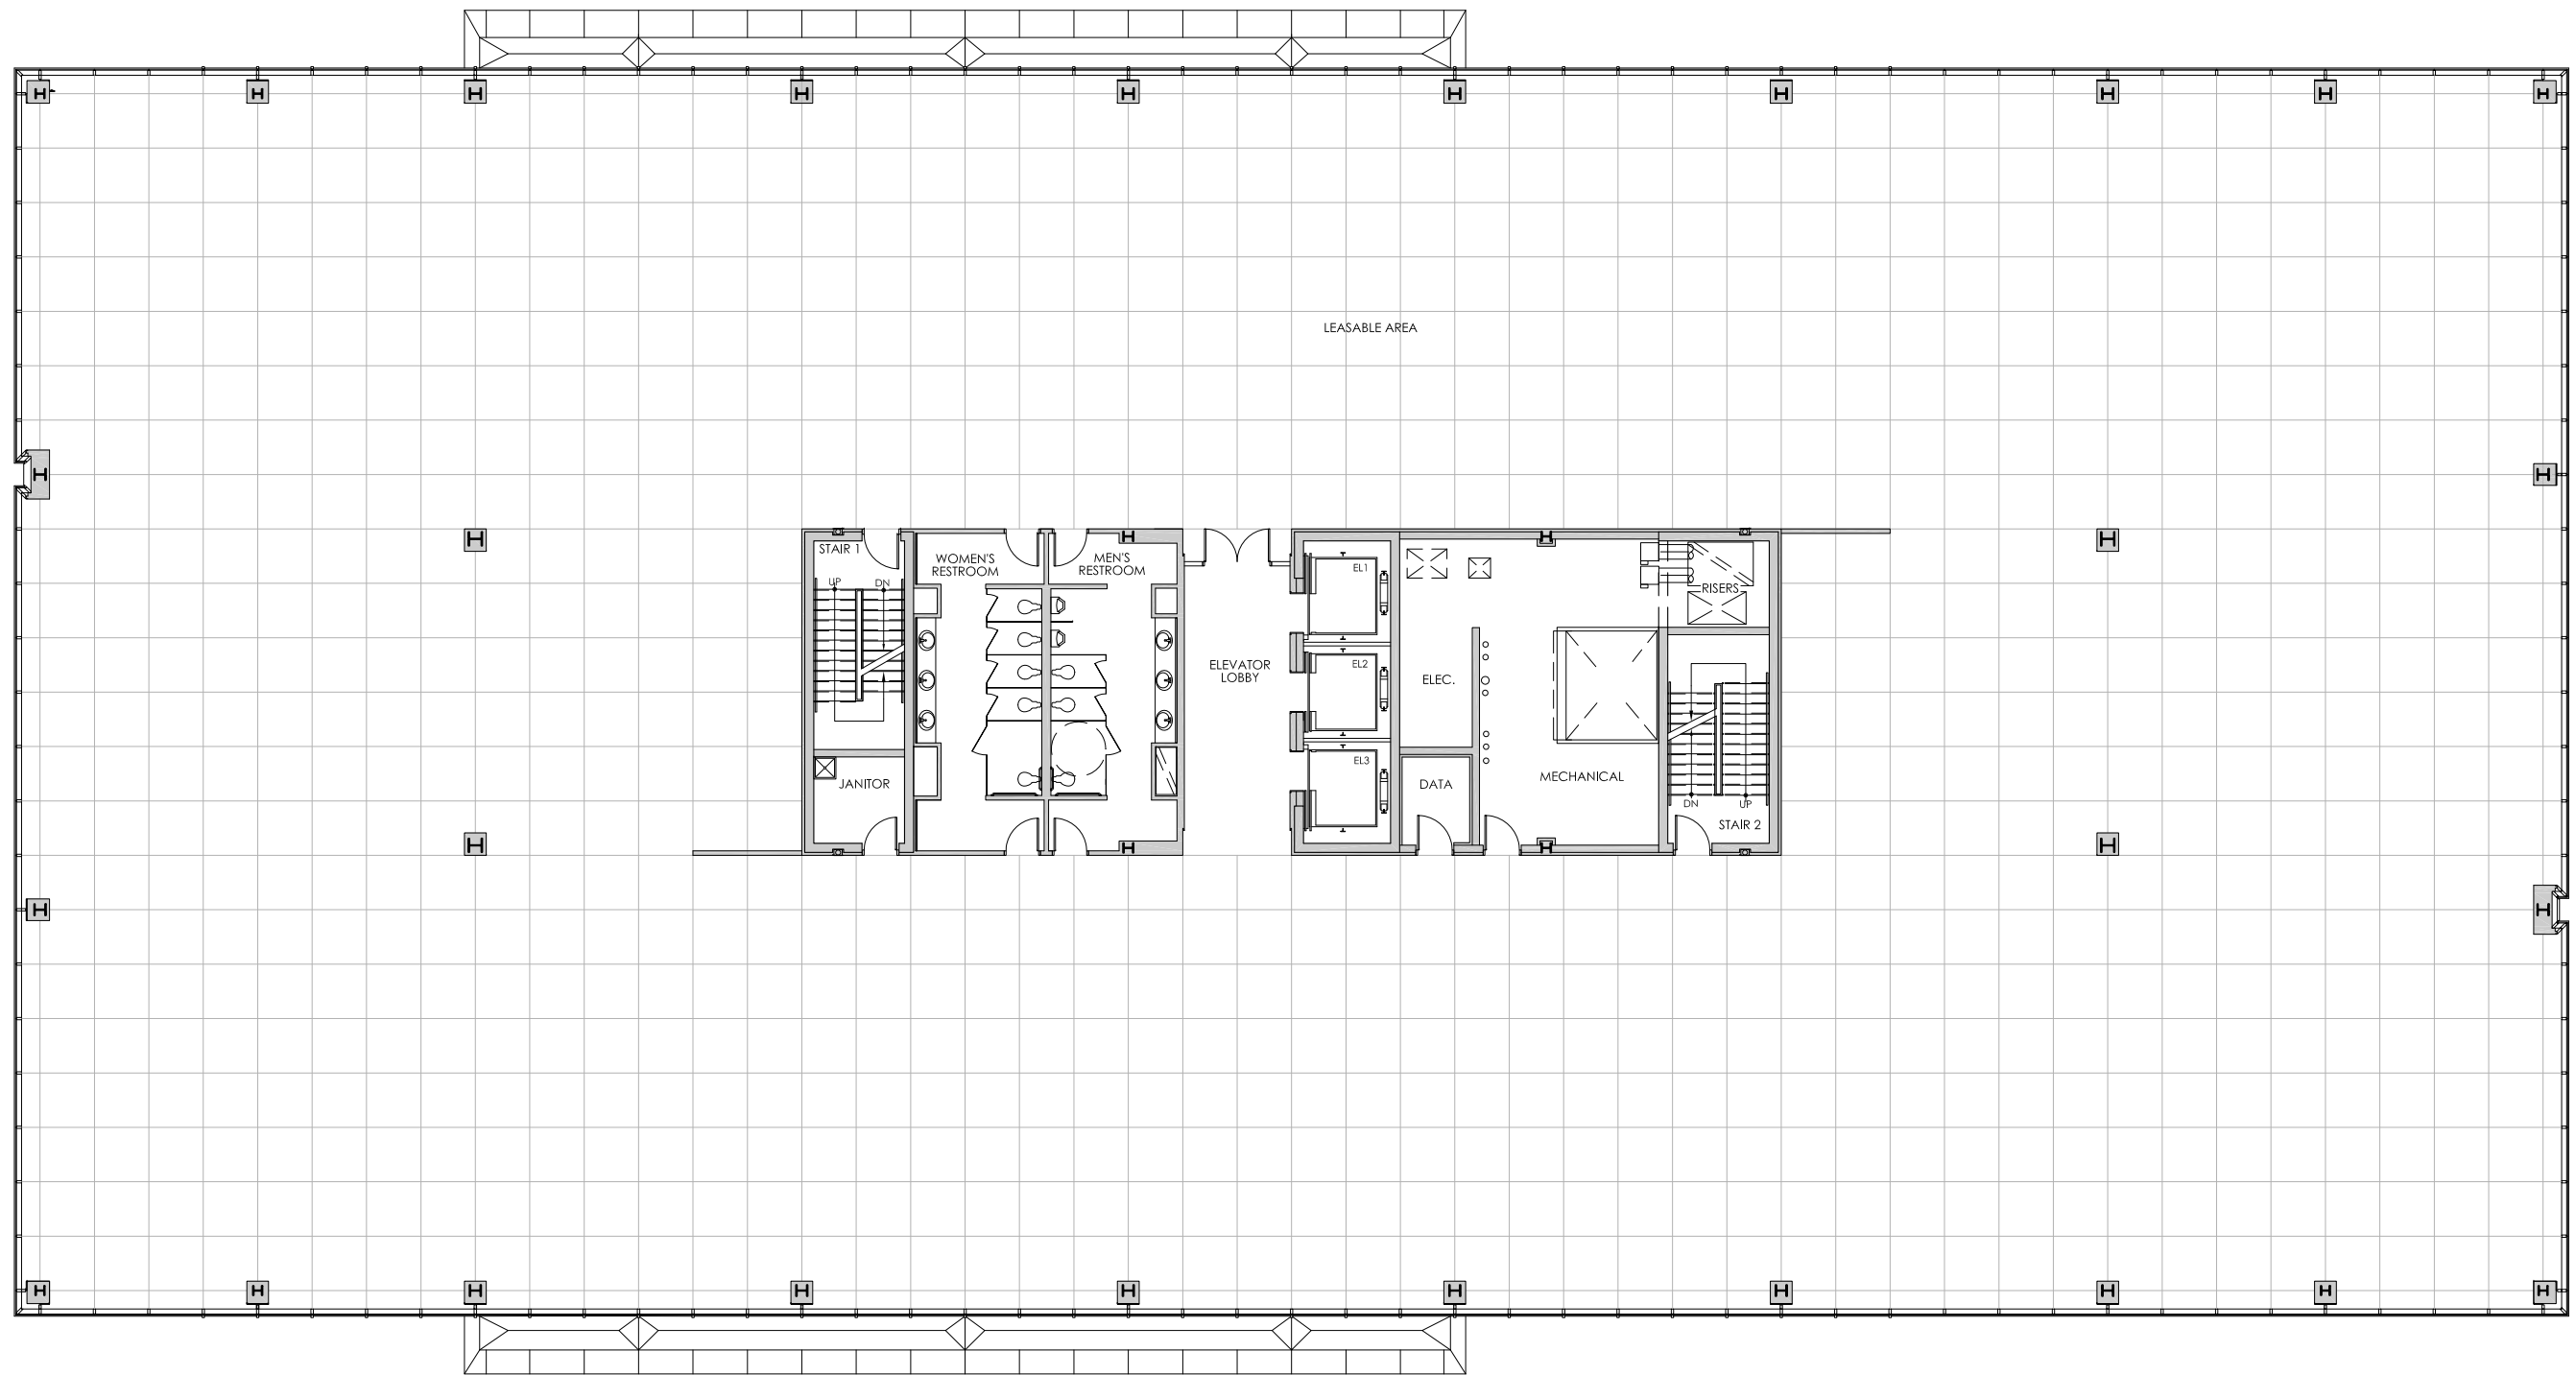 LEASABLE AREA
STAIR 1
WOMEN'S
RESTROOM
MEN'S
RESTROOM
UP
DN
EL1
RISERS
ELEVATOR
LOBBY
EL2
ELEC.
EL3
JANITOR
DATA
MECHANICAL
DN
UP
STAIR 2